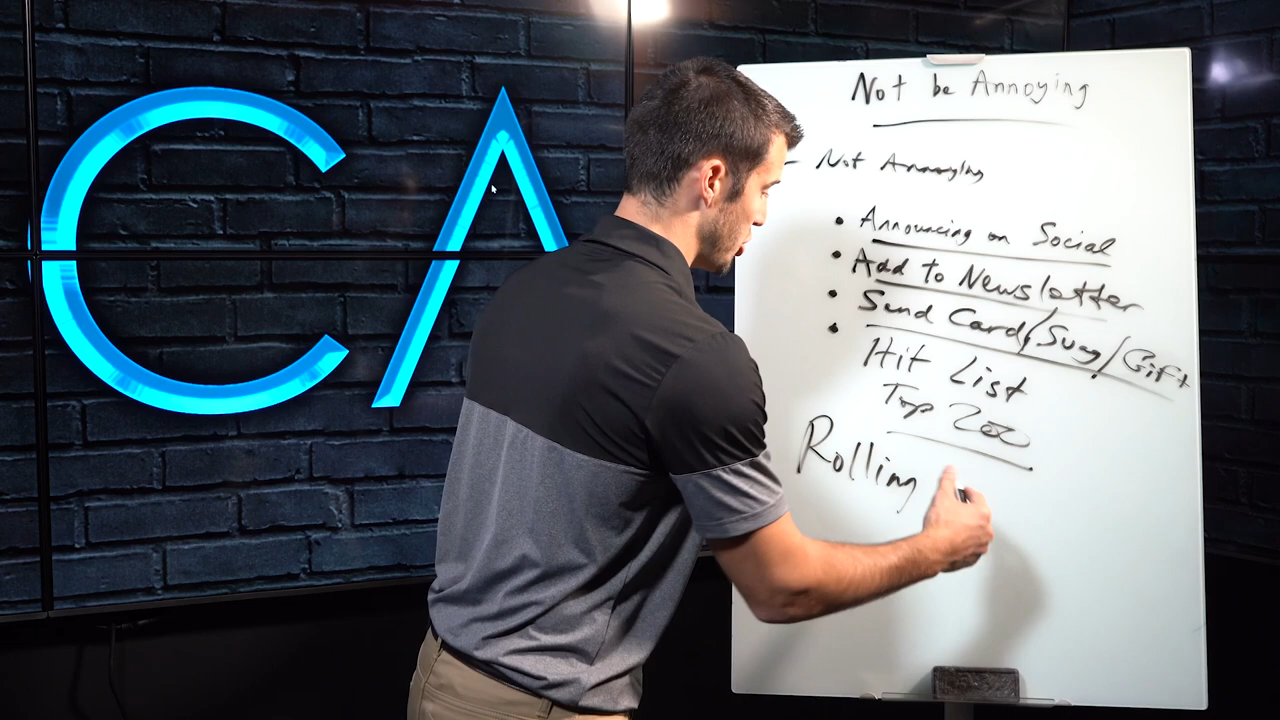 CA
Not be Annoying
- Not Annoying
• Announcing on Social
• Add to Newsletter
• Send Card/Svey/Gift
• Hit List
Top 200
Rolling